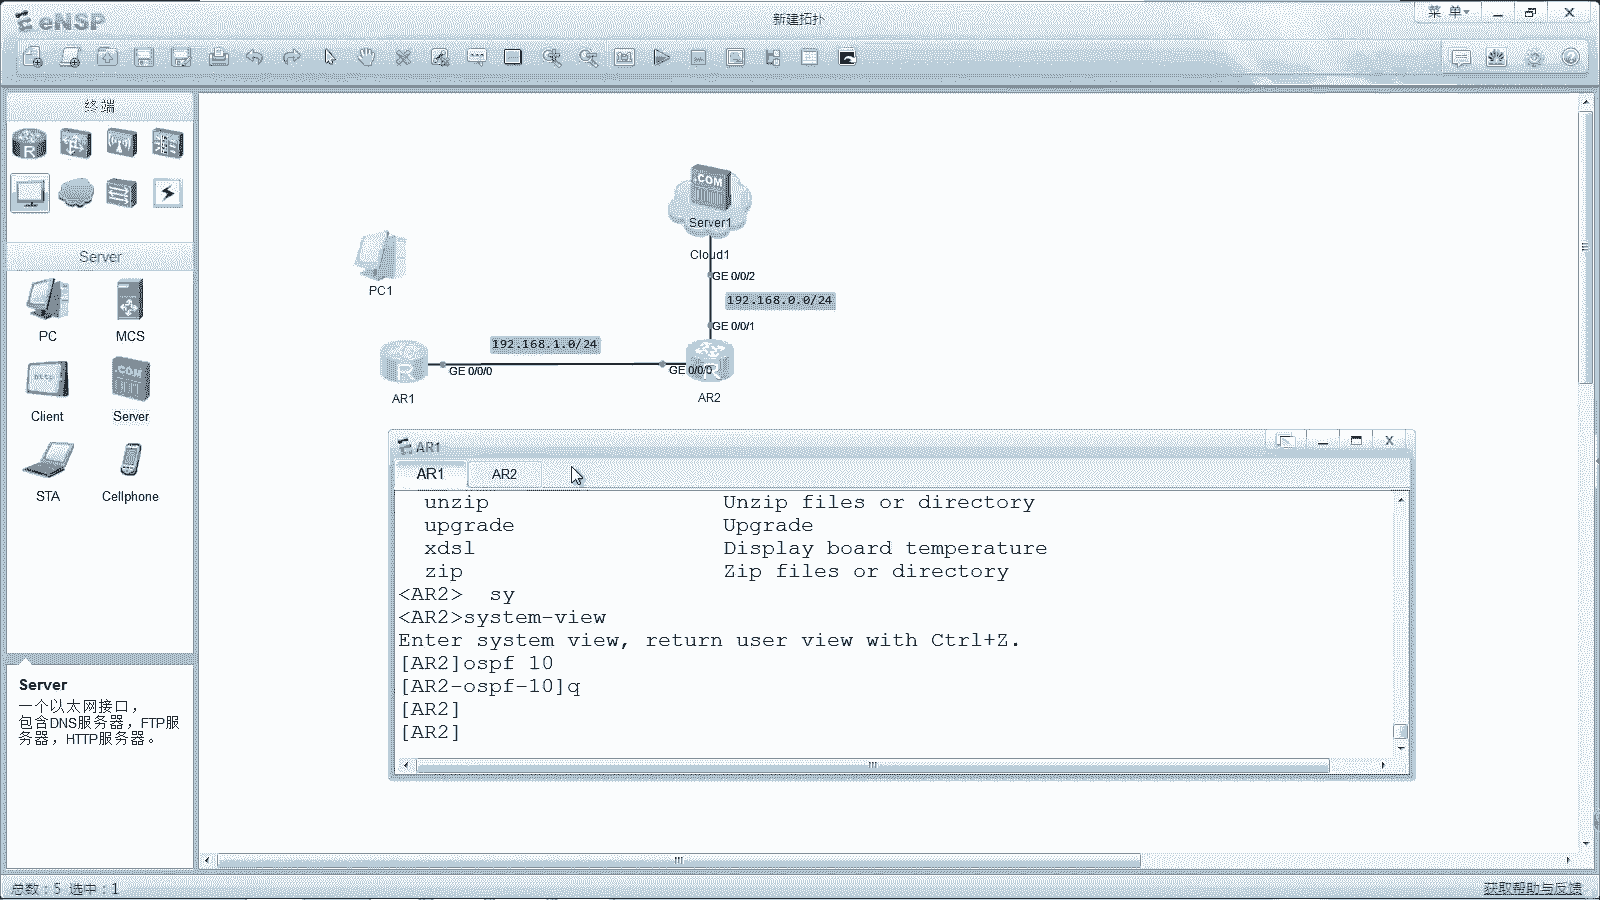 eNSP
新建拓扑
菜 单
终端
R
Server
PC
MCS
http
Client
.COM
Server
STA
Cellphone
Server
一个以太网接口，
包含DNS服务器，FTP服
务器，HTTP服务器。
.COM
Server1
Cloud1
GE 0/0/2
192.168.0.0/24
GE 0/0/1
PC1
192.168.1.0/24
R
GE 0/0/0
GE 0/0/0
R
AR1
AR2
AR1
AR1
AR2
unzip Unzip files or directory
upgrade Upgrade
xdsl Display board temperature
zip Zip files or directory
<AR2> sy
<AR2>system-view
Enter system view, return user view with Ctrl+Z.
[AR2]ospf 10
[AR2-ospf-10]q
[AR2]
[AR2]
总数：5 选中：1
获取帮助与反馈